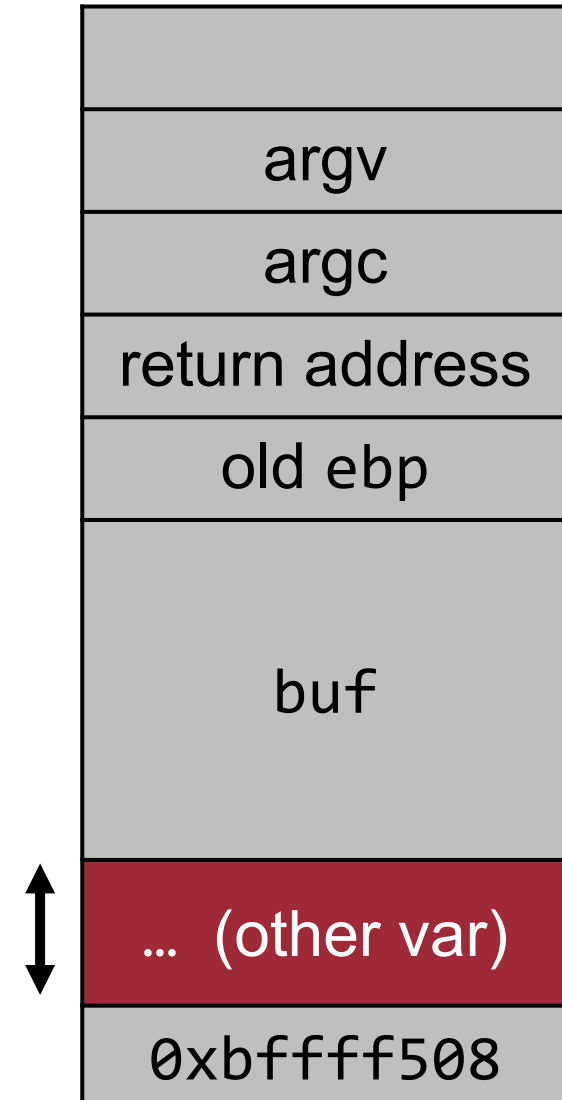 argv
argc
return address
old ebp
buf
… (other var)
0xbffff508